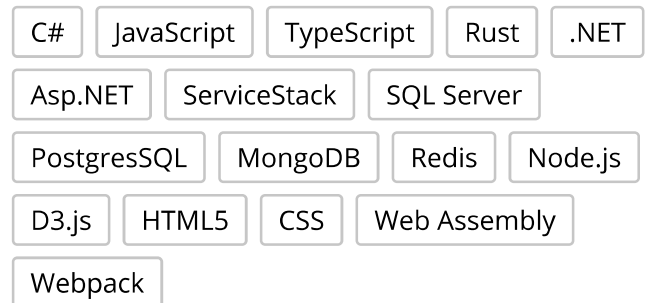 C# JavaScript TypeScript Rust .NET
Asp.NET ServiceStack SQL Server
PostgresSQL MongoDB Redis Node.js
D3.js HTML5 CSS Web Assembly
Webpack